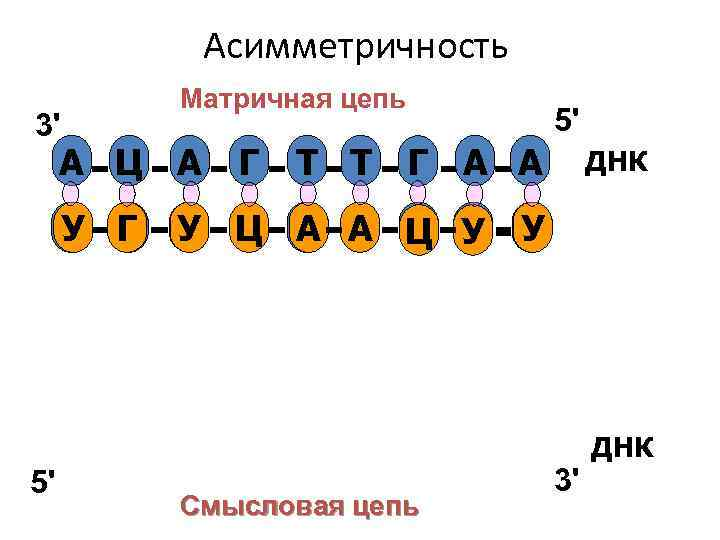 Асимметричность
Матричная цепь
3' 5'
А Ц А Г Т Т Г А А ДНК
У Г У Ц А А Ц У У
ДНК
5' 3'
Смысловая цепь